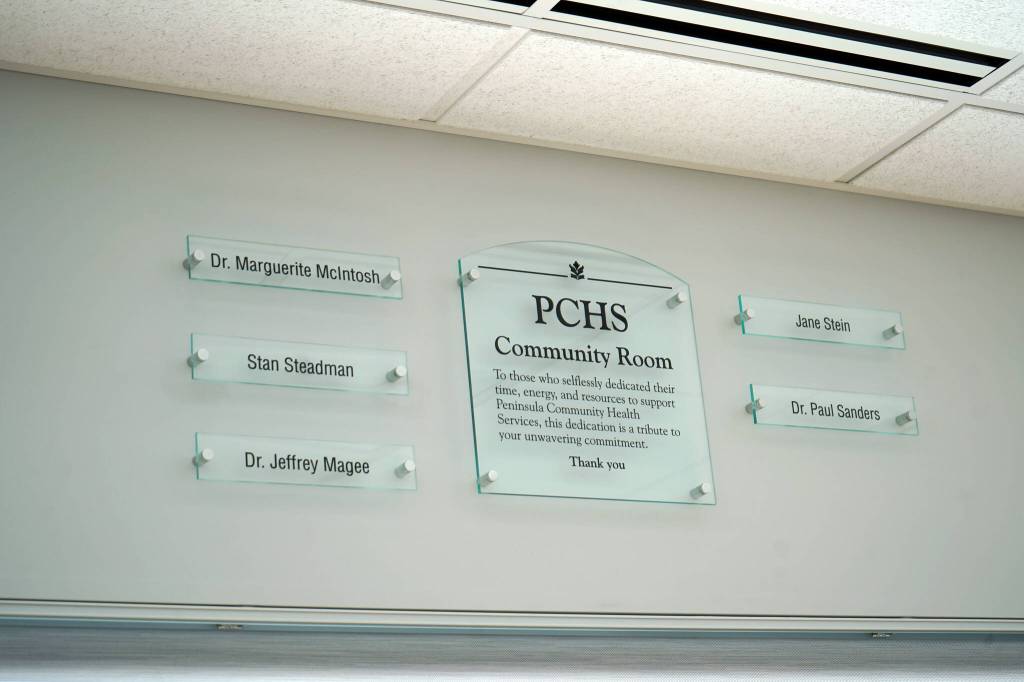 Dr. Marguerite McIntosh
Stan Steadman
Dr. Jeffrey Magee
PCHS
Community Room
To those who selflessly dedicated their
time, energy, and resources to support
Peninsula Community Health
Services, this dedication is a tribute to
your unwavering commitment.
Thank you
Jane Stein
Dr. Paul Sanders